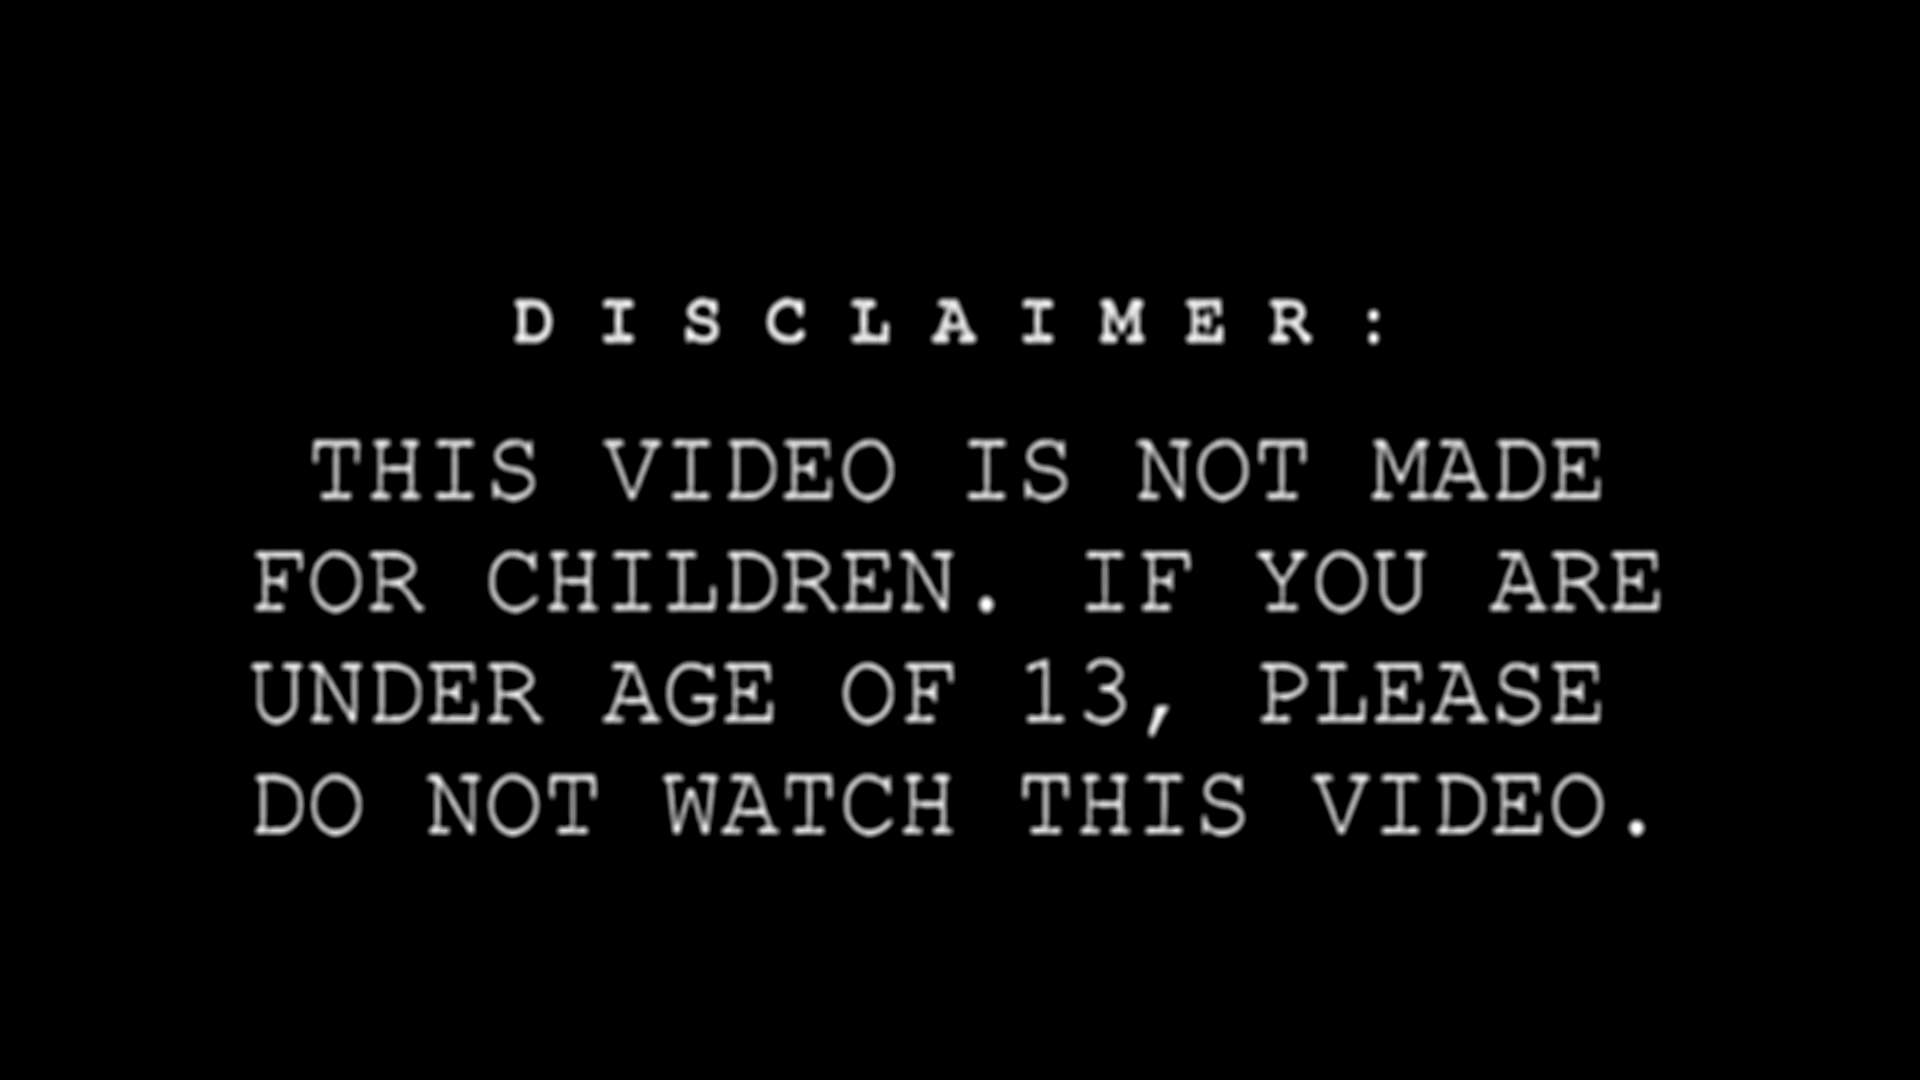 D I S C L A I M E R :
THIS VIDEO IS NOT MADE
FOR CHILDREN. IF YOU ARE
UNDER AGE OF 13, PLEASE
DO NOT WATCH THIS VIDEO.